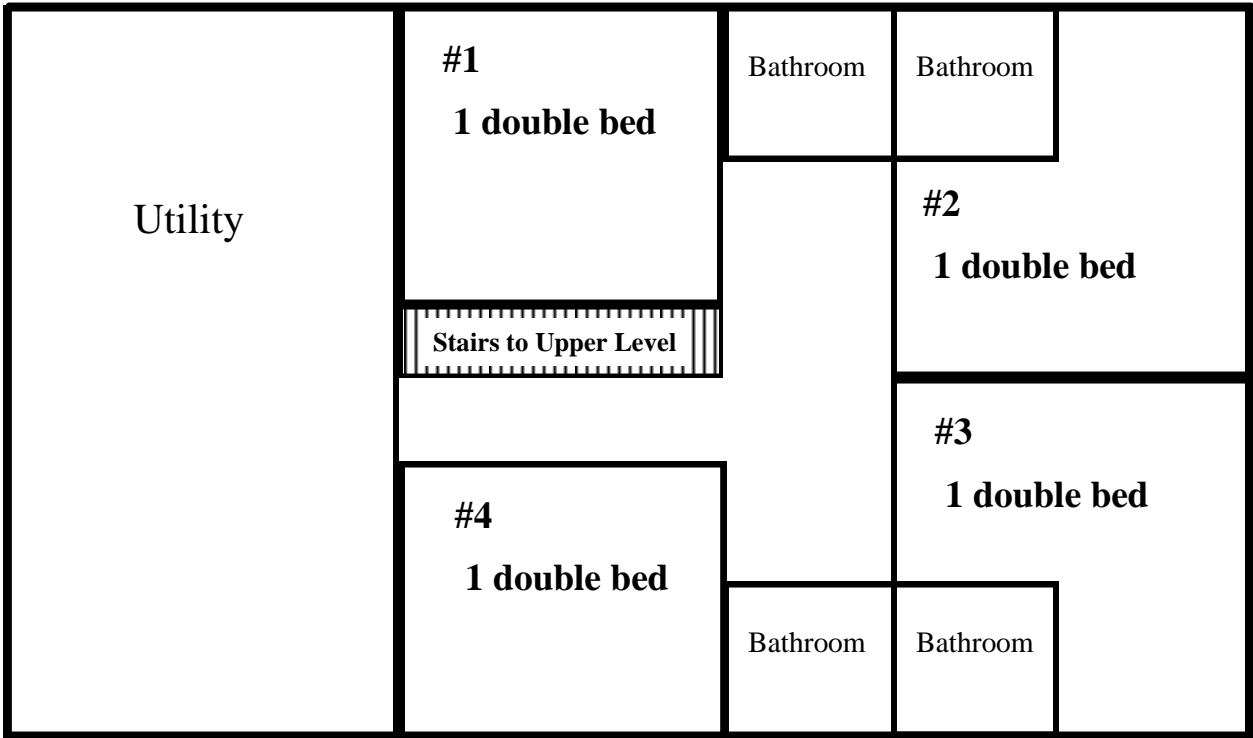 #1
1 double bed
Bathroom
Bathroom
Utility
#2
1 double bed
Stairs to Upper Level
#3
1 double bed
#4
1 double bed
Bathroom
Bathroom